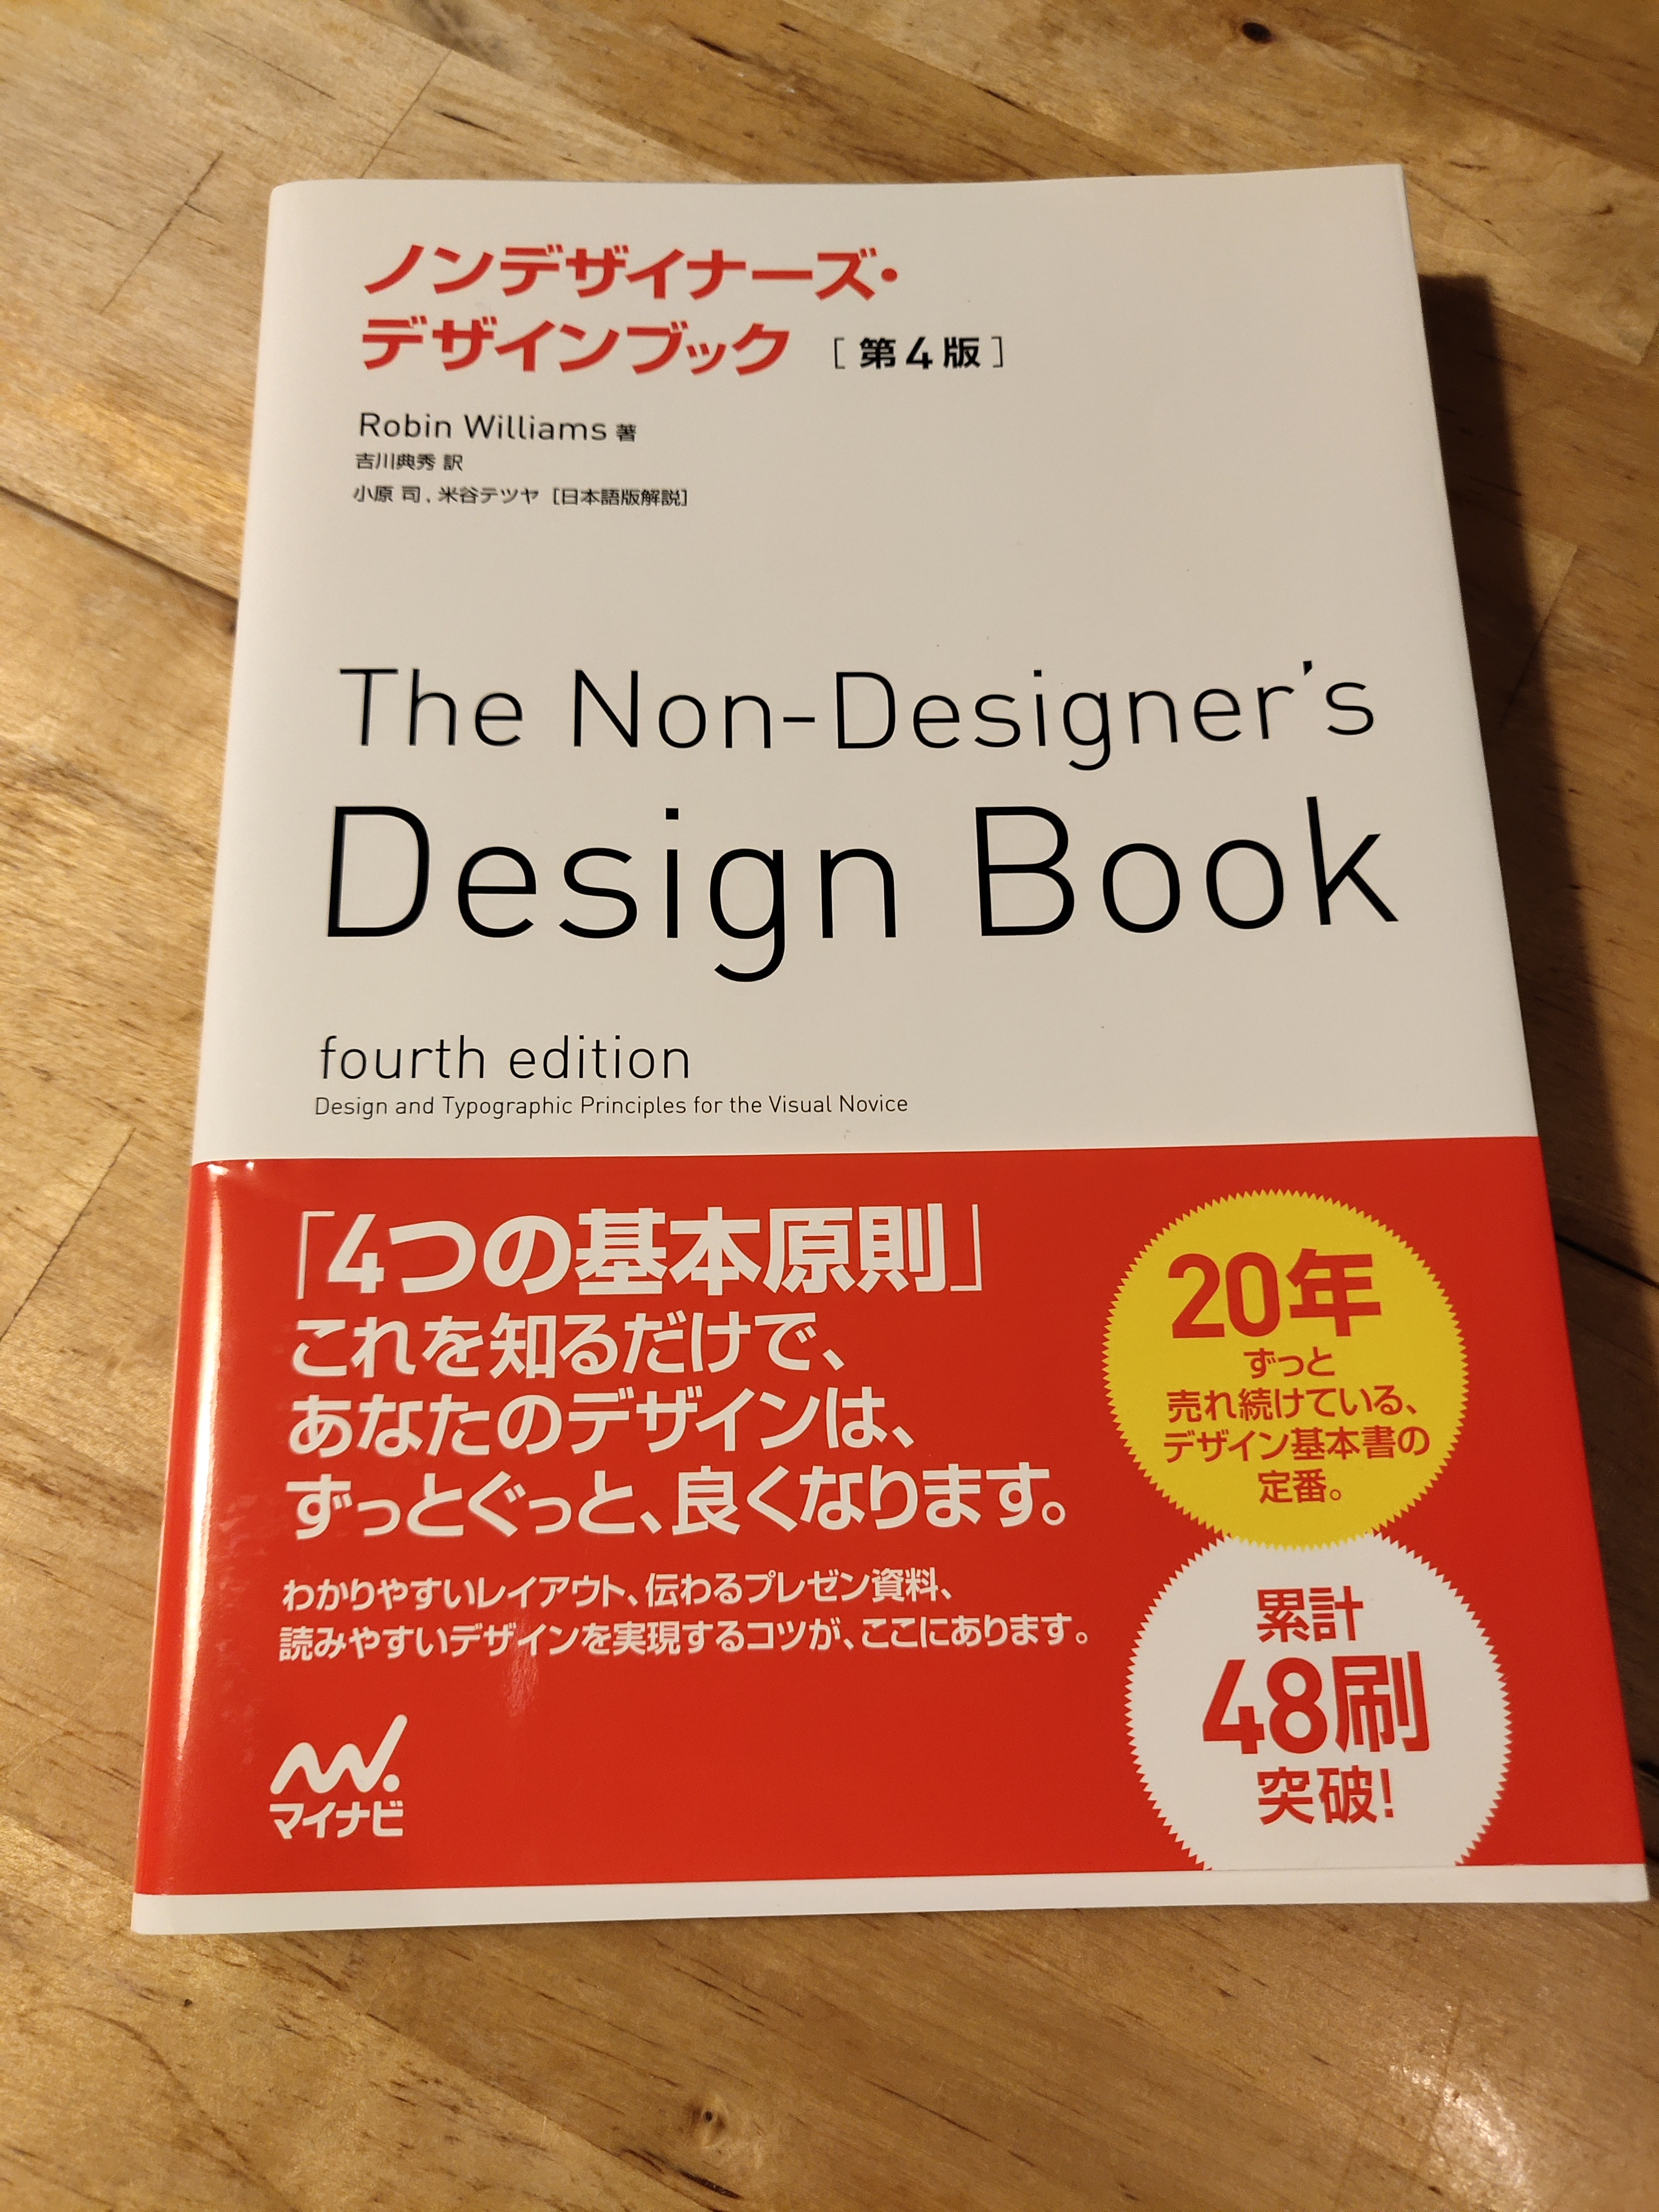 ノンデザイナーズ・
デザインブック [第4版]
Robin Williams 著
吉川典秀 訳
小原 司、米谷テツヤ [日本語版解説]
The Non-Designer's
Design Book
fourth edition
Design and Typographic Principles for the Visual Novice
「4つの基本原則」
これを知るだけで、
あなたのデザインは、
ずっとぐっと、良くなります。
わかりやすいレイアウト、伝わるプレゼン資料、
読みやすいデザインを実現するコツが、ここにあります。
マイナビ
20年
ずっと
売れ続けている、
デザイン基本書の
定番。
累計
48刷
突破!